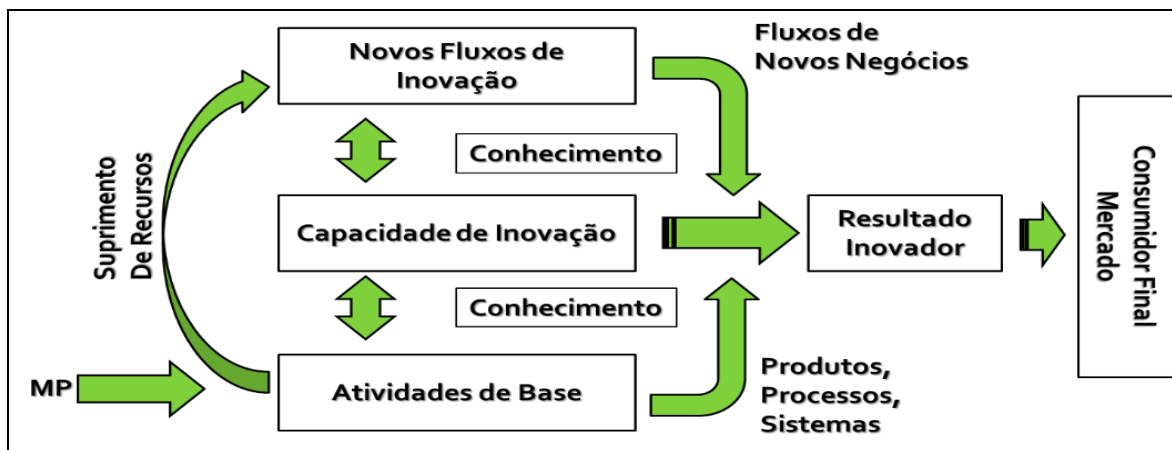 Novos Fluxos de
Inovação
Fluxos de
Novos Negócios
Suprimento
De Recursos
Conhecimento
Capacidade de Inovação
Resultado
Inovador
Consumidor Final
Mercado
Conhecimento
MP
Atividades de Base
Produtos,
Processos,
Sistemas